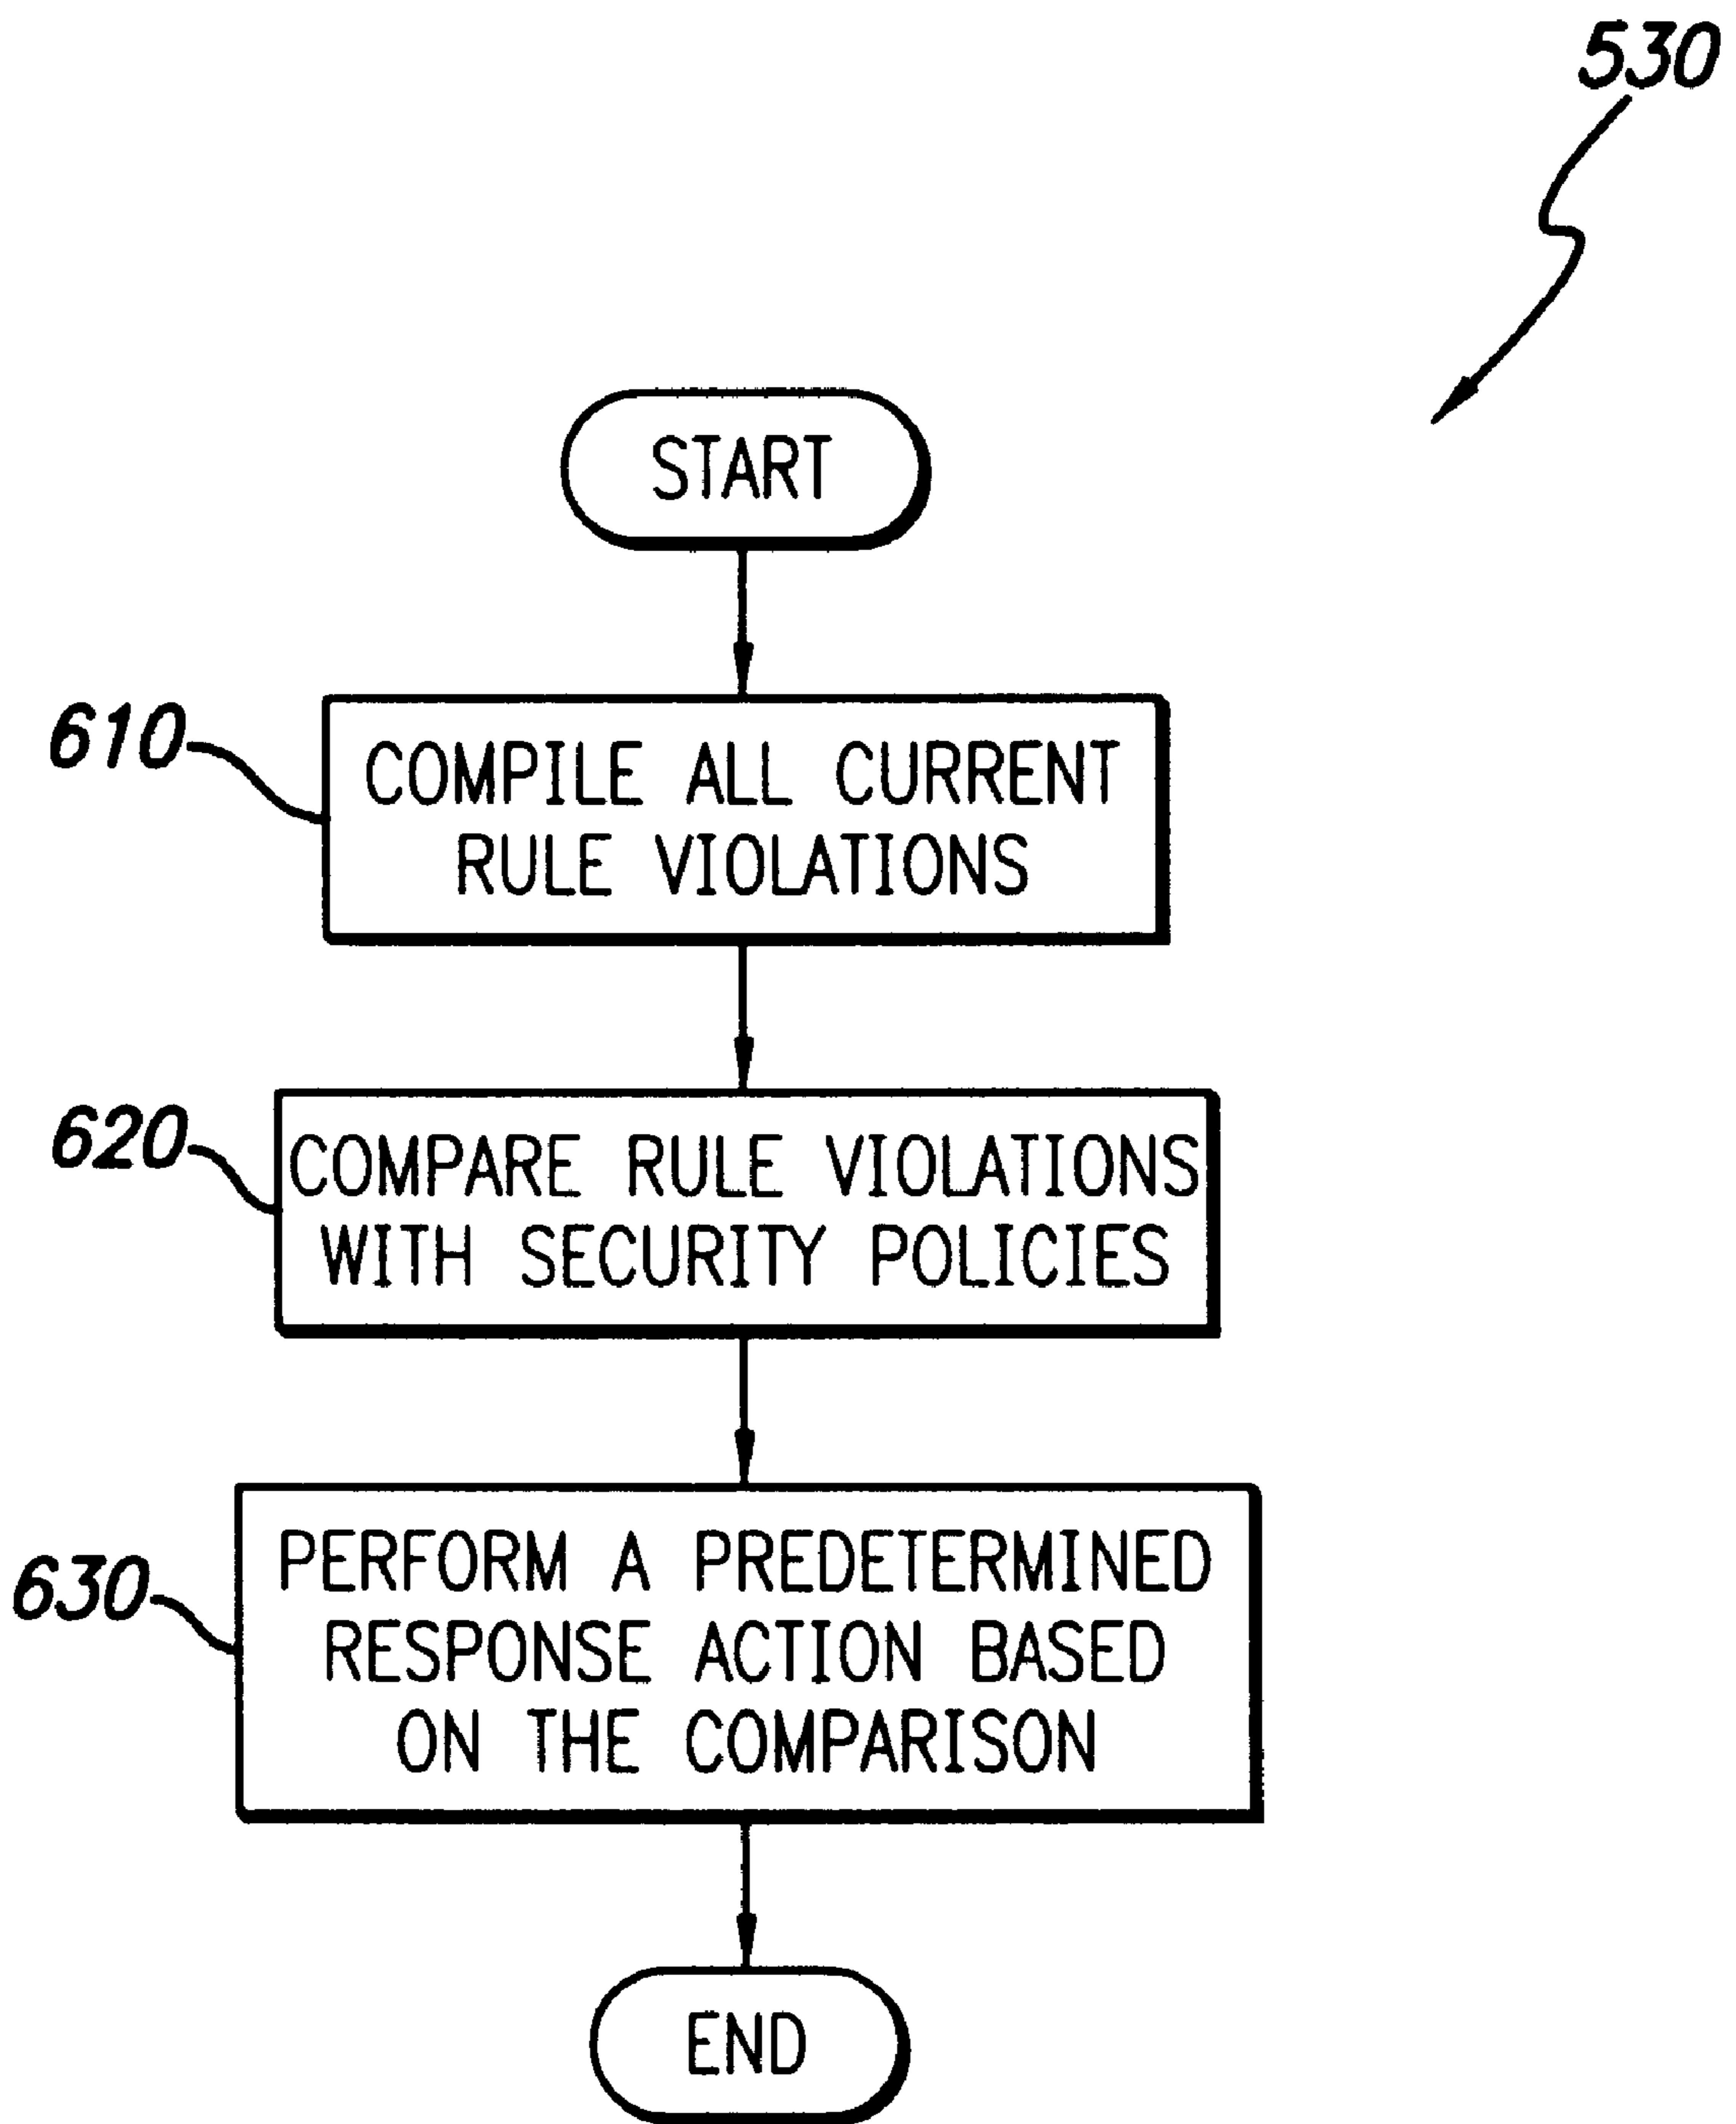 530
START
610
COMPILE ALL CURRENT
RULE VIOLATIONS
620
COMPARE RULE VIOLATIONS
WITH SECURITY POLICIES
630
PERFORM A PREDETERMINED
RESPONSE ACTION BASED
ON THE COMPARISON
END